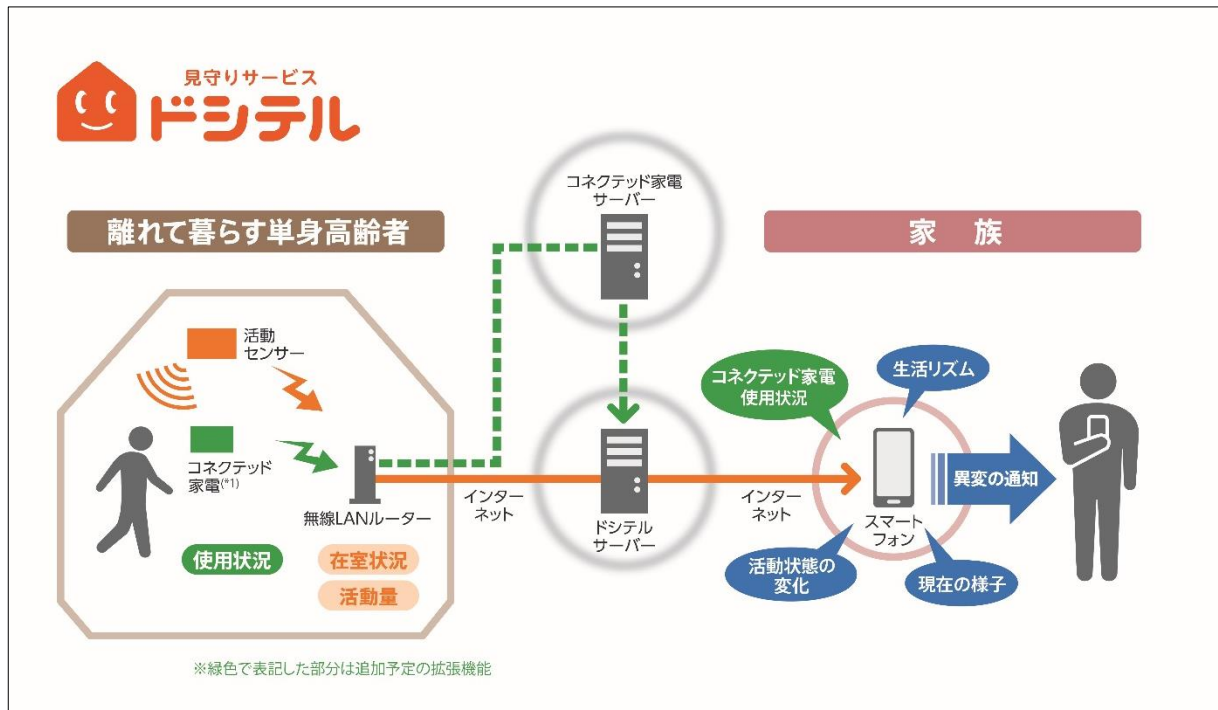 見守りサービス
ドシテル
離れて暮らす単身高齢者
家 族
コネクテッド家電
サーバー
活動
センサー
コネクテッド
家電(*1)
無線LANルーター
使用状況
在室状況
活動量
インター
ネット
ドシテル
サーバー
インター
ネット
コネクテッド家電
使用状況
生活リズム
スマート
フォン
異変の通知
活動状態の
変化
現在の様子
※緑色で表記した部分は追加予定の拡張機能